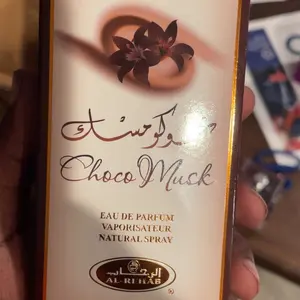 شوكو مسك
Choco Musk
EAU DE PARFUM
VAPORISATEUR
NATURAL SPRAY
الرحاب
AL-REHAB
®